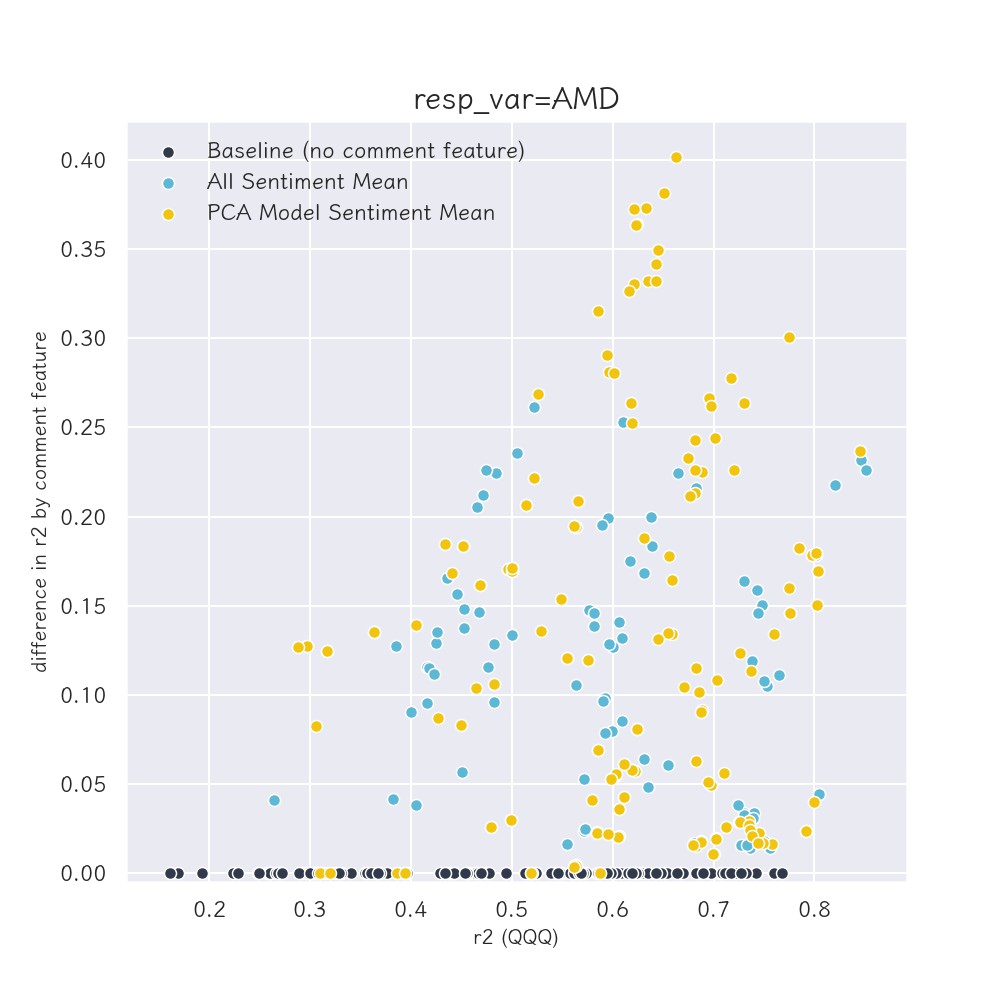 resp_var=AMD
Baseline (no comment feature)
All Sentiment Mean
PCA Model Sentiment Mean
difference in r2 by comment feature
0.40
0.35
0.30
0.25
0.20
0.15
0.10
0.05
0.00
0.2 0.3 0.4 0.5 0.6 0.7 0.8
r2 (QQQ)